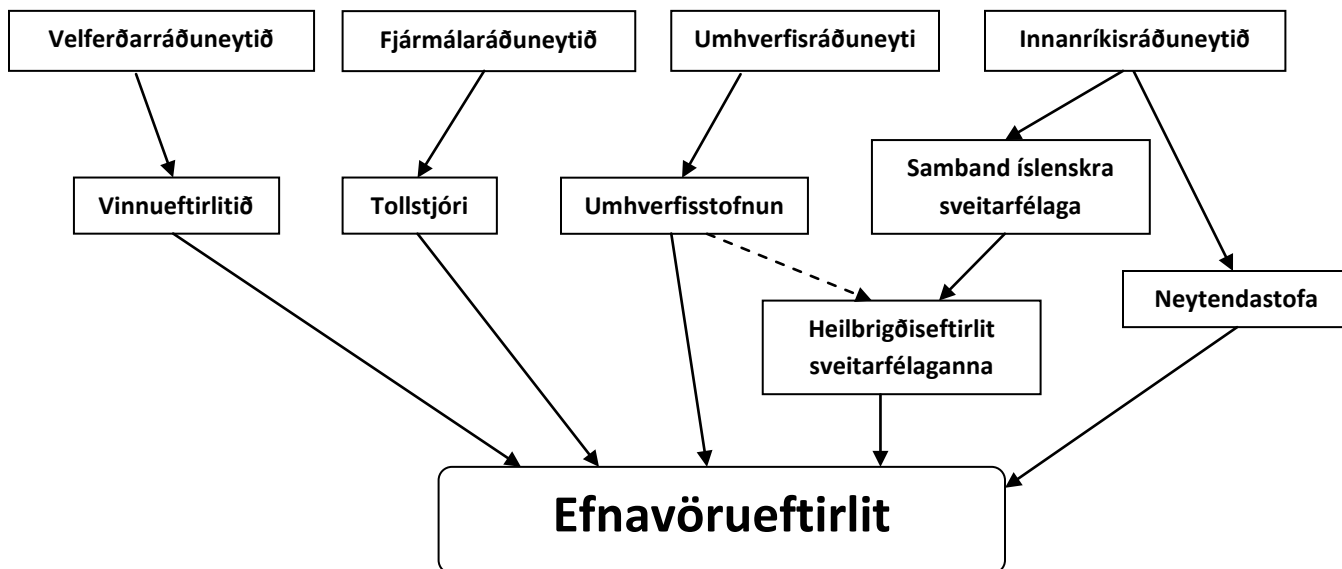 Velferðarráðuneytið
Fjármálaráðuneytið
Umhverfisráðuneyti
Innanríkisráðuneytið
Samband íslenskra
sveitarfélaga
Vinnueftirlitið
Tollstjóri
Umhverfisstofnun
Neytendastofa
Heilbrigðiseftirlit
sveitarfélaganna
Efnavörueftirlit